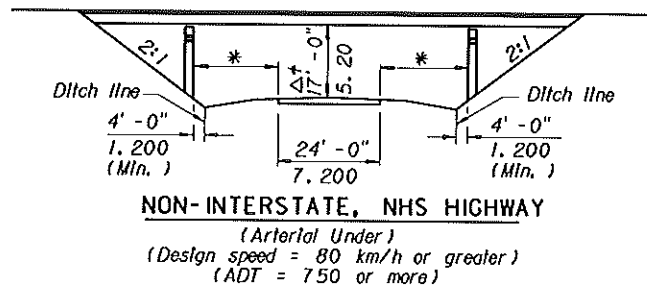 2:1
2:1
*
Δ† 17' -0"
5. 20
*
Ditch line
Ditch line
4' -0"
1. 200
(Min. )
24' -0"
7. 200
4' -0"
1. 200
(Min. )
NON-INTERSTATE, NHS HIGHWAY
(Arterial Under)
(Design speed = 80 km/h or greater)
(ADT = 750 or more)